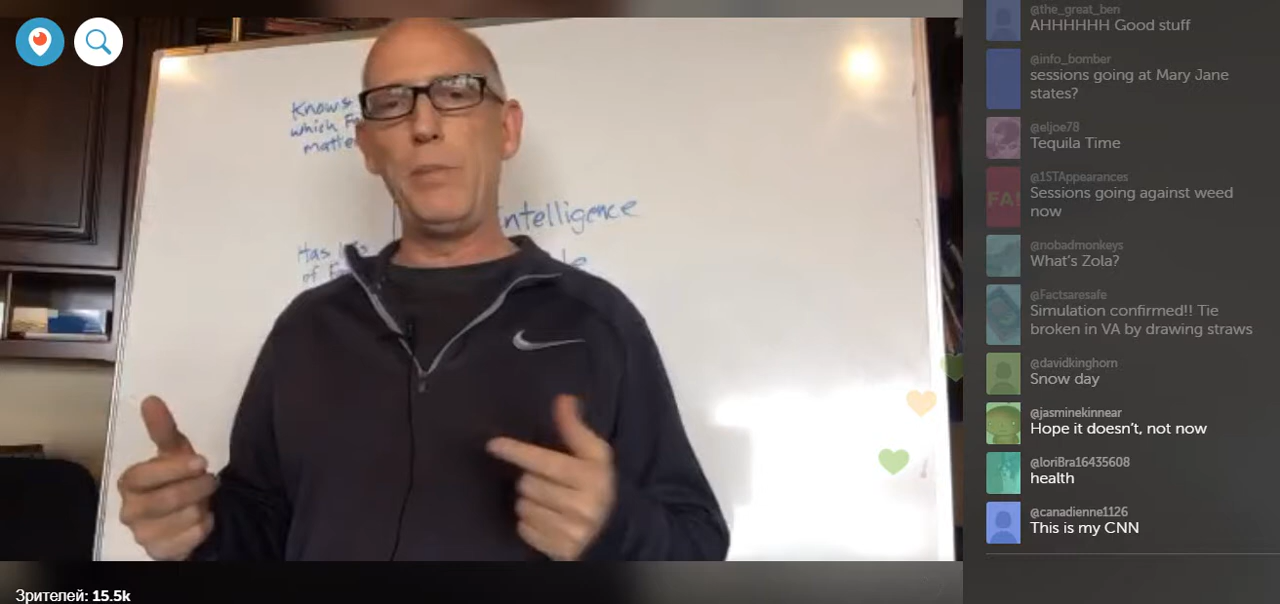 Knows
which
matte
intelligence
Has
of
@the_great_ben
AHHHHHH Good stuff
@info_bomber
sessions going at Mary Jane
states?
@eljoe78
Tequila Time
@1STAppearances
FA!
Sessions going against weed
now
@nobadmonkeys
What's Zola?
@Factsaresafe
Simulation confirmed!! Tie
broken in VA by drawing straws
@davidkinghorn
Snow day
@jasminekinnear
Hope it doesn't, not now
@loriBra16435608
health
@canadienne1126
This is my CNN
Зрителей: 15.5k